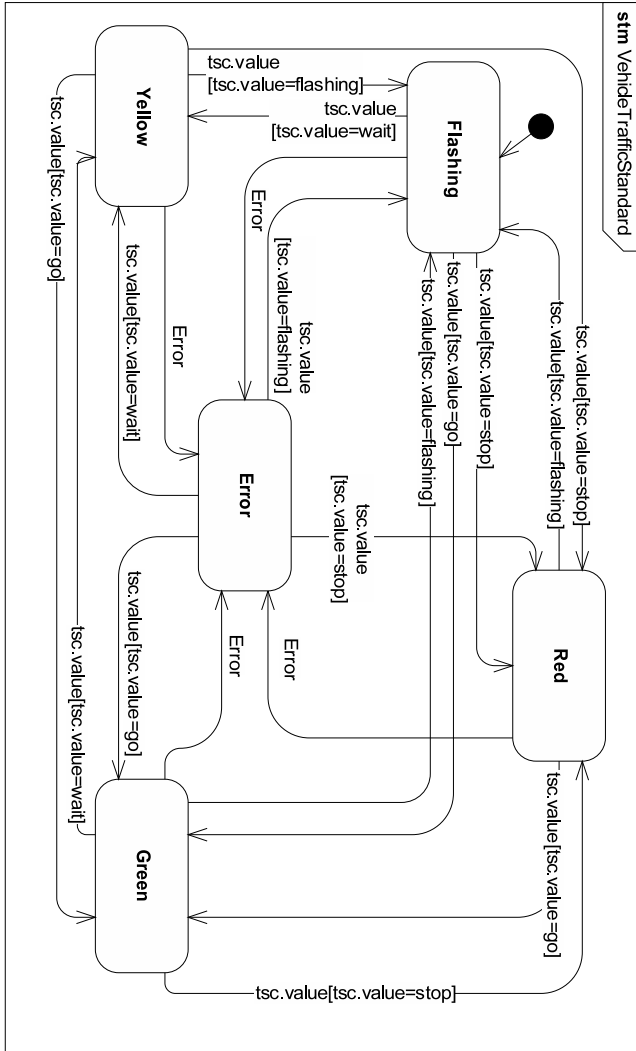 stm VehideTrafficStandard
tsc.value[tsc.value=stop]
tsc.value[tsc.value=flashing]
tsc.value[tsc.value=go]
Red
tsc.value[tsc.value=stop]
tsc.value[tsc.value=go]
tsc.value[tsc.value=flashing]
Flashing
tsc.value
[tsc.value=flashing]
tsc.value
[tsc.value=wait]
Error
tsc.value
[tsc.value=flashing]
tsc.value
[tsc.value=stop]
Error
Error
Error
Yellow
Error
tsc.value[tsc.value=wait]
tsc.value[tsc.value=go]
Green
tsc.value[tsc.value=stop]
tsc.value[tsc.value=go]
tsc.value[tsc.value=wait]